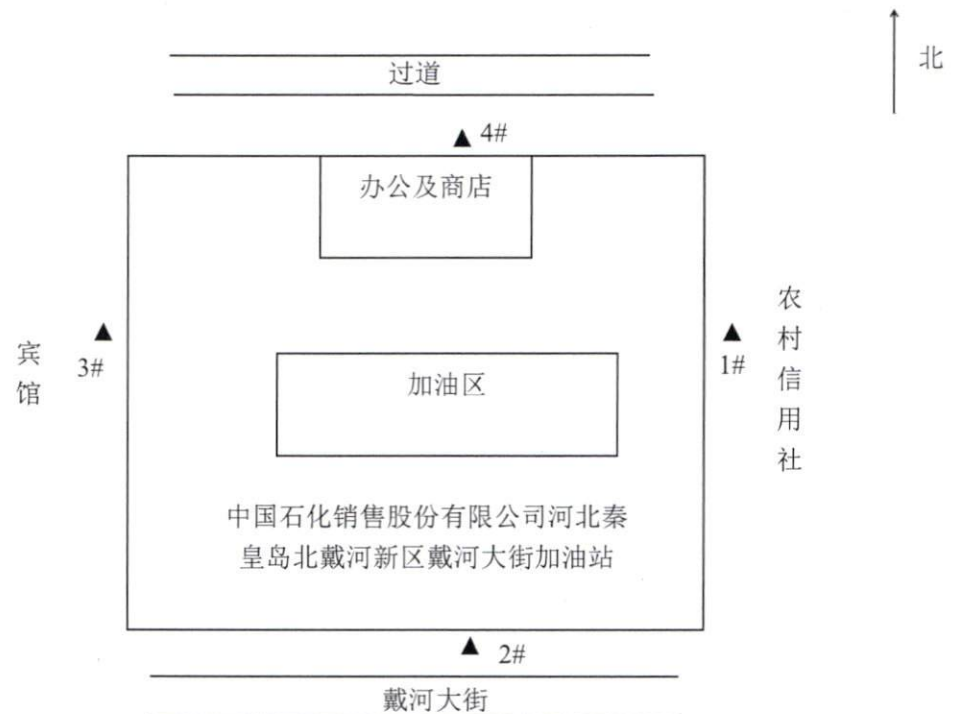 北
过道
4#
办公及商店
农村信用社
1#
宾馆
3#
加油区
中国石化销售股份有限公司河北秦
皇岛北戴河新区戴河大街加油站
2#
戴河大街